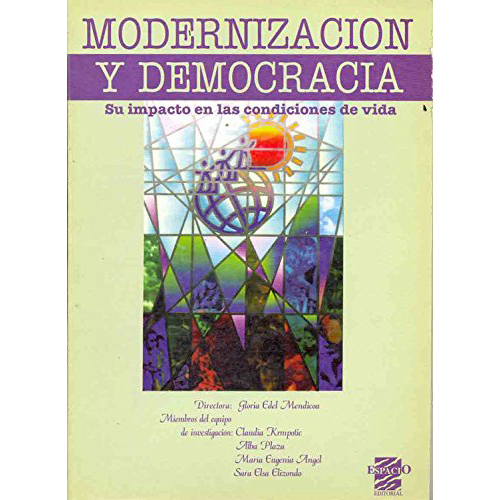 MODERNIZACION
Y DEMOCRACIA
Su impacto en las condiciones de vida
Directora: Gloria Edel Mendicoa
Miembros del equipo
de investigación: Claudia Krmpotic
Alba Plaza
María Eugenia Angel
Sara Elsa Elizondo
ESPACIO
EDITORIAL